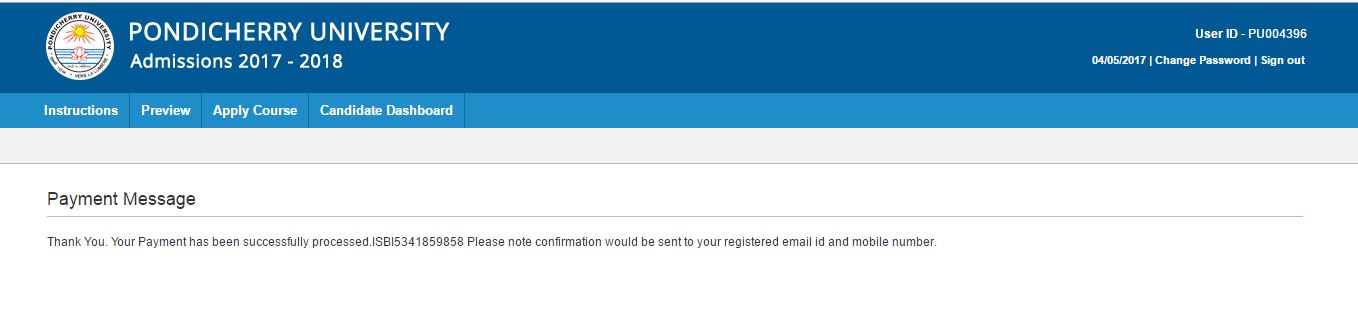 PONDICHERRY UNIVERSITY
PONDICHERRY UNIVERSITY
Admissions 2017 - 2018
User ID - PU004396
04/05/2017 | Change Password | Sign out
Instructions
Preview
Apply Course
Candidate Dashboard
Payment Message
Thank You. Your Payment has been successfully processed.ISBI5341859858 Please note confirmation would be sent to your registered email id and mobile number.